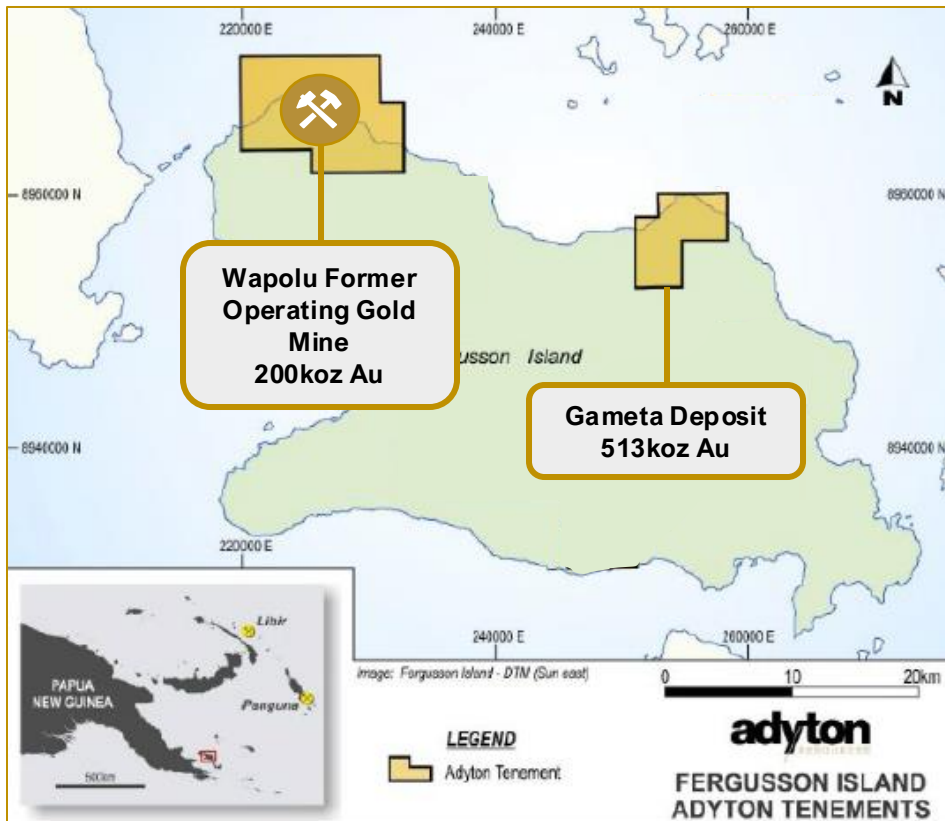 220000 E
240000 E
260000 E
N
8960000 N
8960000 N
Wapolu Former
Operating Gold
Mine
200koz Au
gusson Island
Gameta Deposit
513koz Au
8940000 N
8940000 N
220000 E
240000 E
260000 E
Lihir
PAPUA
NEW GUINEA
Panguna
500km
Image: Fergusson Island - DTM (Sun east)
0 10 20km
LEGEND
Adyton Tenement
adyton
RESOURCES
FERGUSSON ISLAND
ADYTON TENEMENTS